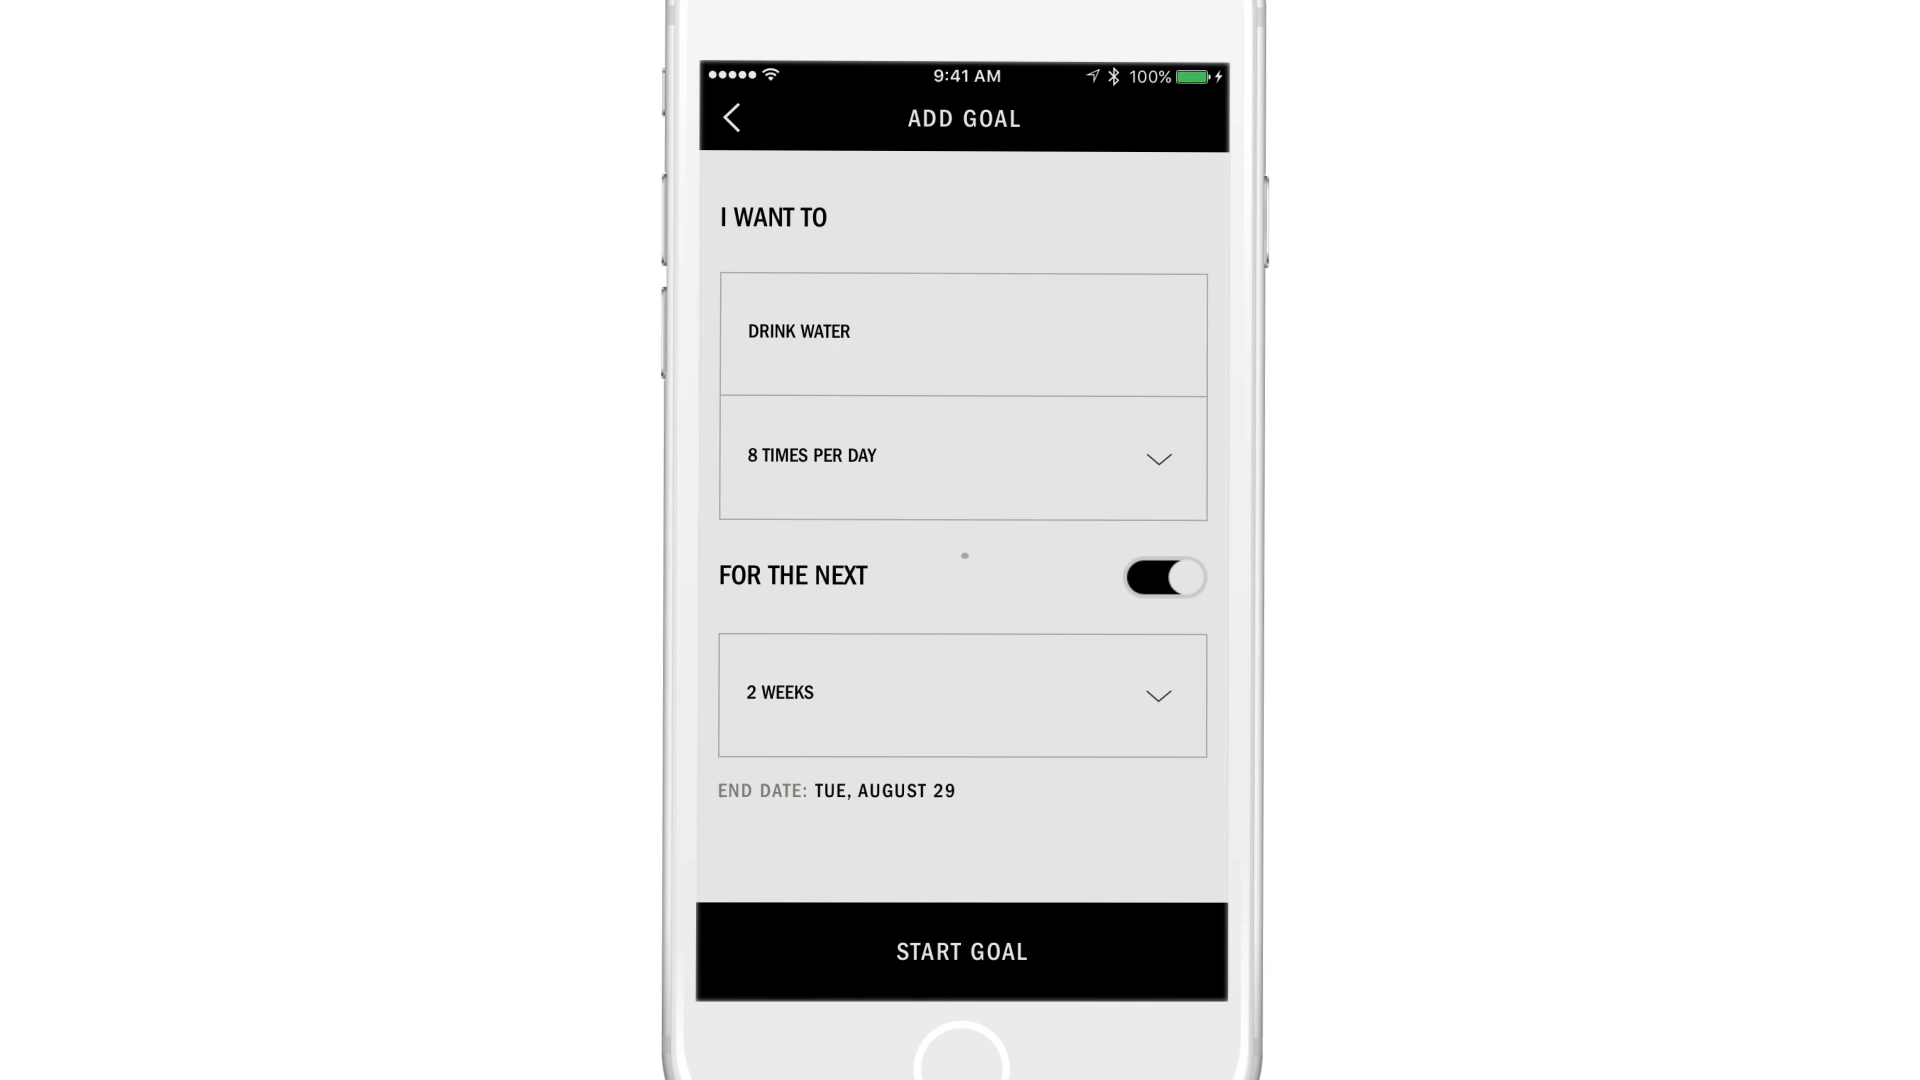 9:41 AM
100%
ADD GOAL
I WANT TO
DRINK WATER
8 TIMES PER DAY
FOR THE NEXT
2 WEEKS
END DATE: TUE, AUGUST 29
START GOAL